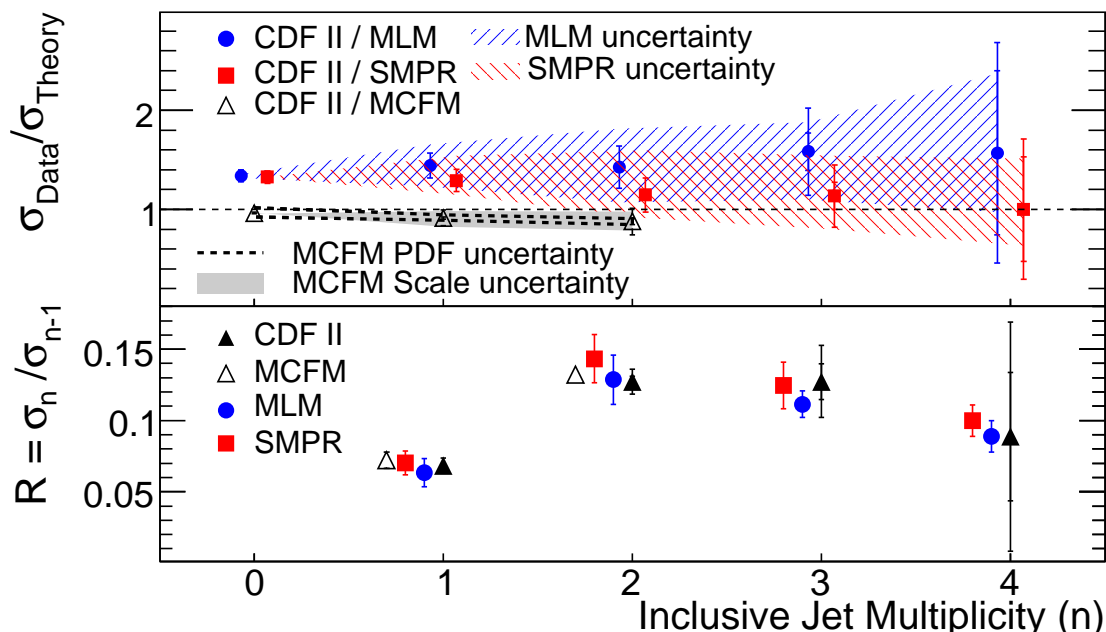 σData/σTheory
2
1
CDF II / MLM
MLM uncertainty
CDF II / SMPR
SMPR uncertainty
CDF II / MCFM
MCFM PDF uncertainty
MCFM Scale uncertainty
R = σn/σn-1
0.15
0.1
0.05
CDF II
MCFM
MLM
SMPR
0 1 2 3 4
Inclusive Jet Multiplicity (n)